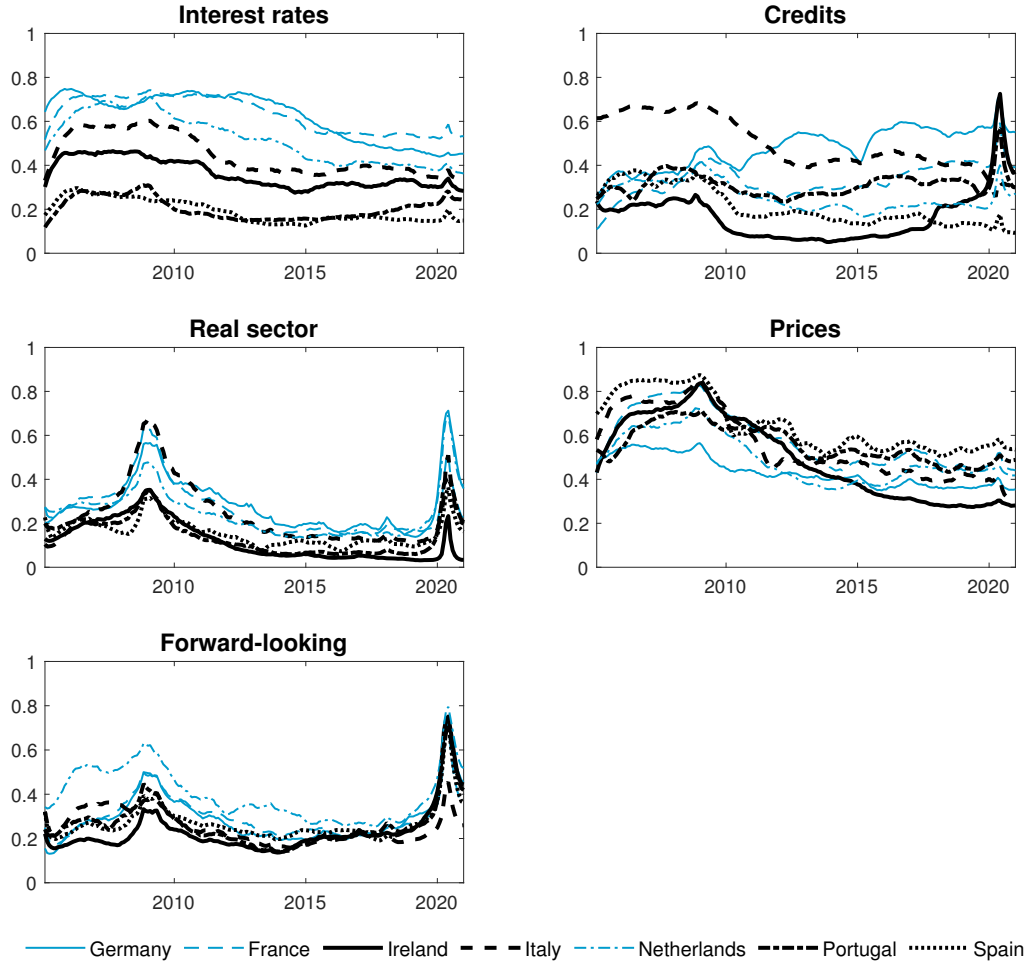 Interest rates
1
0.8
0.6
0.4
0.2
0
2010 2015 2020
Credits
1
0.8
0.6
0.4
0.2
0
2010 2015 2020
Real sector
1
0.8
0.6
0.4
0.2
0
2010 2015 2020
Prices
1
0.8
0.6
0.4
0.2
0
2010 2015 2020
Forward-looking
1
0.8
0.6
0.4
0.2
0
2010 2015 2020
Germany France Ireland Italy Netherlands Portugal Spain